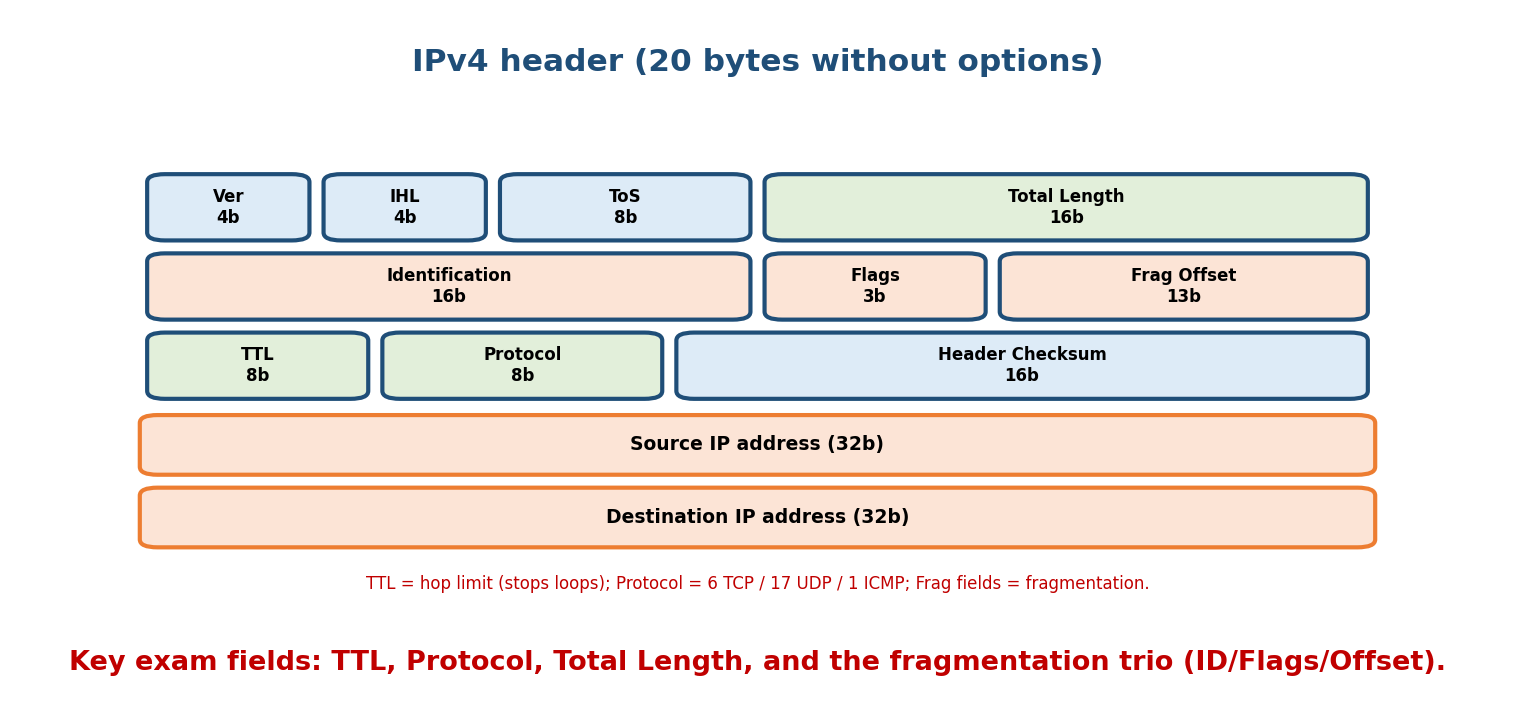 IPv4 header (20 bytes without options)
Ver
4b
IHL
4b
ToS
8b
Total Length
16b
Identification
16b
Flags
3b
Frag Offset
13b
TTL
8b
Protocol
8b
Header Checksum
16b
Source IP address (32b)
Destination IP address (32b)
TTL = hop limit (stops loops); Protocol = 6 TCP / 17 UDP / 1 ICMP; Frag fields = fragmentation.
Key exam fields: TTL, Protocol, Total Length, and the fragmentation trio (ID/Flags/Offset).